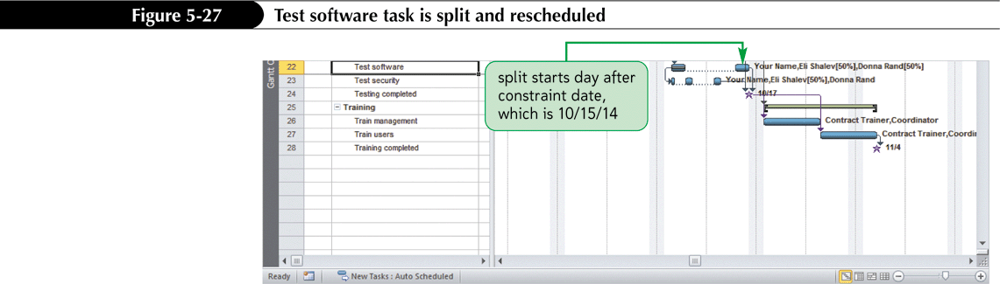 Figure 5-27 Test software task is split and rescheduled
22 Test software Your Name,Eli Shalev[50%],Donna Rand[50%]
split starts day after
constraint date,
which is 10/15/14
23 Test security Your Name,Eli Shalev[50%],Donna Rand
24 Testing completed 10/17
25 Training
26 Train management Contract Trainer,Coordinator
27 Train users Contract Trainer,Coordi
28 Training completed 11/4
Gantt C
Ready New Tasks : Auto Scheduled